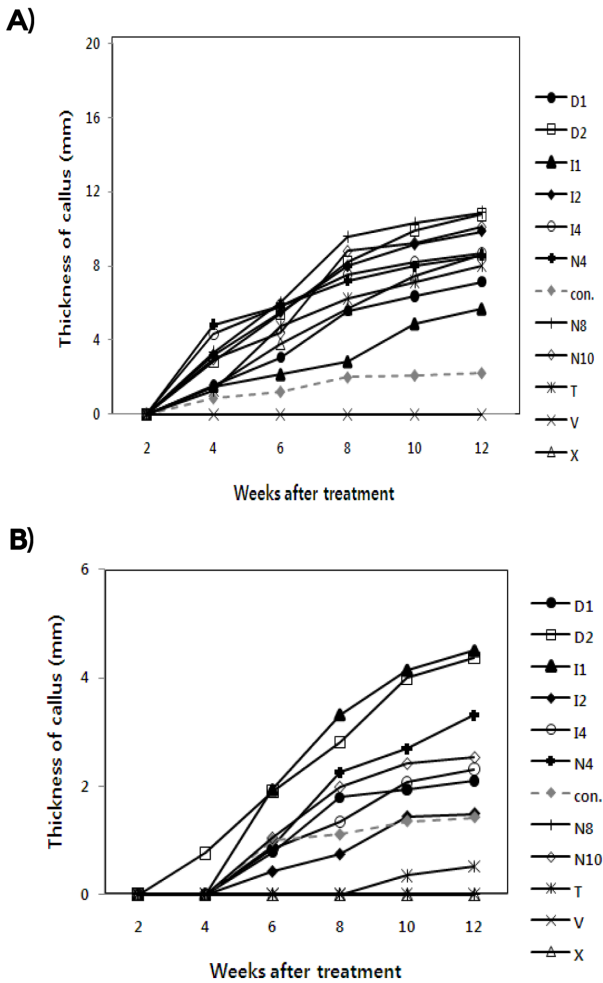 A)
20
16
12
8
4
0
Thickness of callus (mm)
2 4 6 8 10 12
Weeks after treatment
D1
D2
I1
I2
I4
N4
con.
N8
N10
T
V
X
B)
6
4
2
0
Thickness of callus (mm)
2 4 6 8 10 12
Weeks after treatment
D1
D2
I1
I2
I4
N4
con.
N8
N10
T
V
X